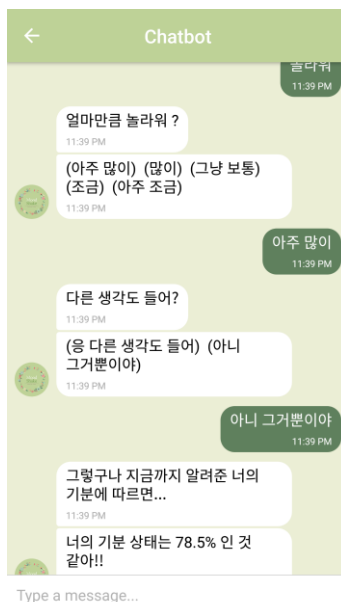 Chatbot
놀라워
11:39 PM
얼마만큼 놀라워 ?
11:39 PM
(아주 많이) (많이) (그냥 보통)
(조금) (아주 조금)
11:39 PM
아주 많이
11:39 PM
다른 생각도 들어?
11:39 PM
(응 다른 생각도 들어) (아니
그거뿐이야)
11:39 PM
아니 그거뿐이야
11:39 PM
그렇구나 지금까지 알려준 너의
기분에 따르면...
11:39 PM
너의 기분 상태는 78.5% 인 것
같아!!
Type a message...